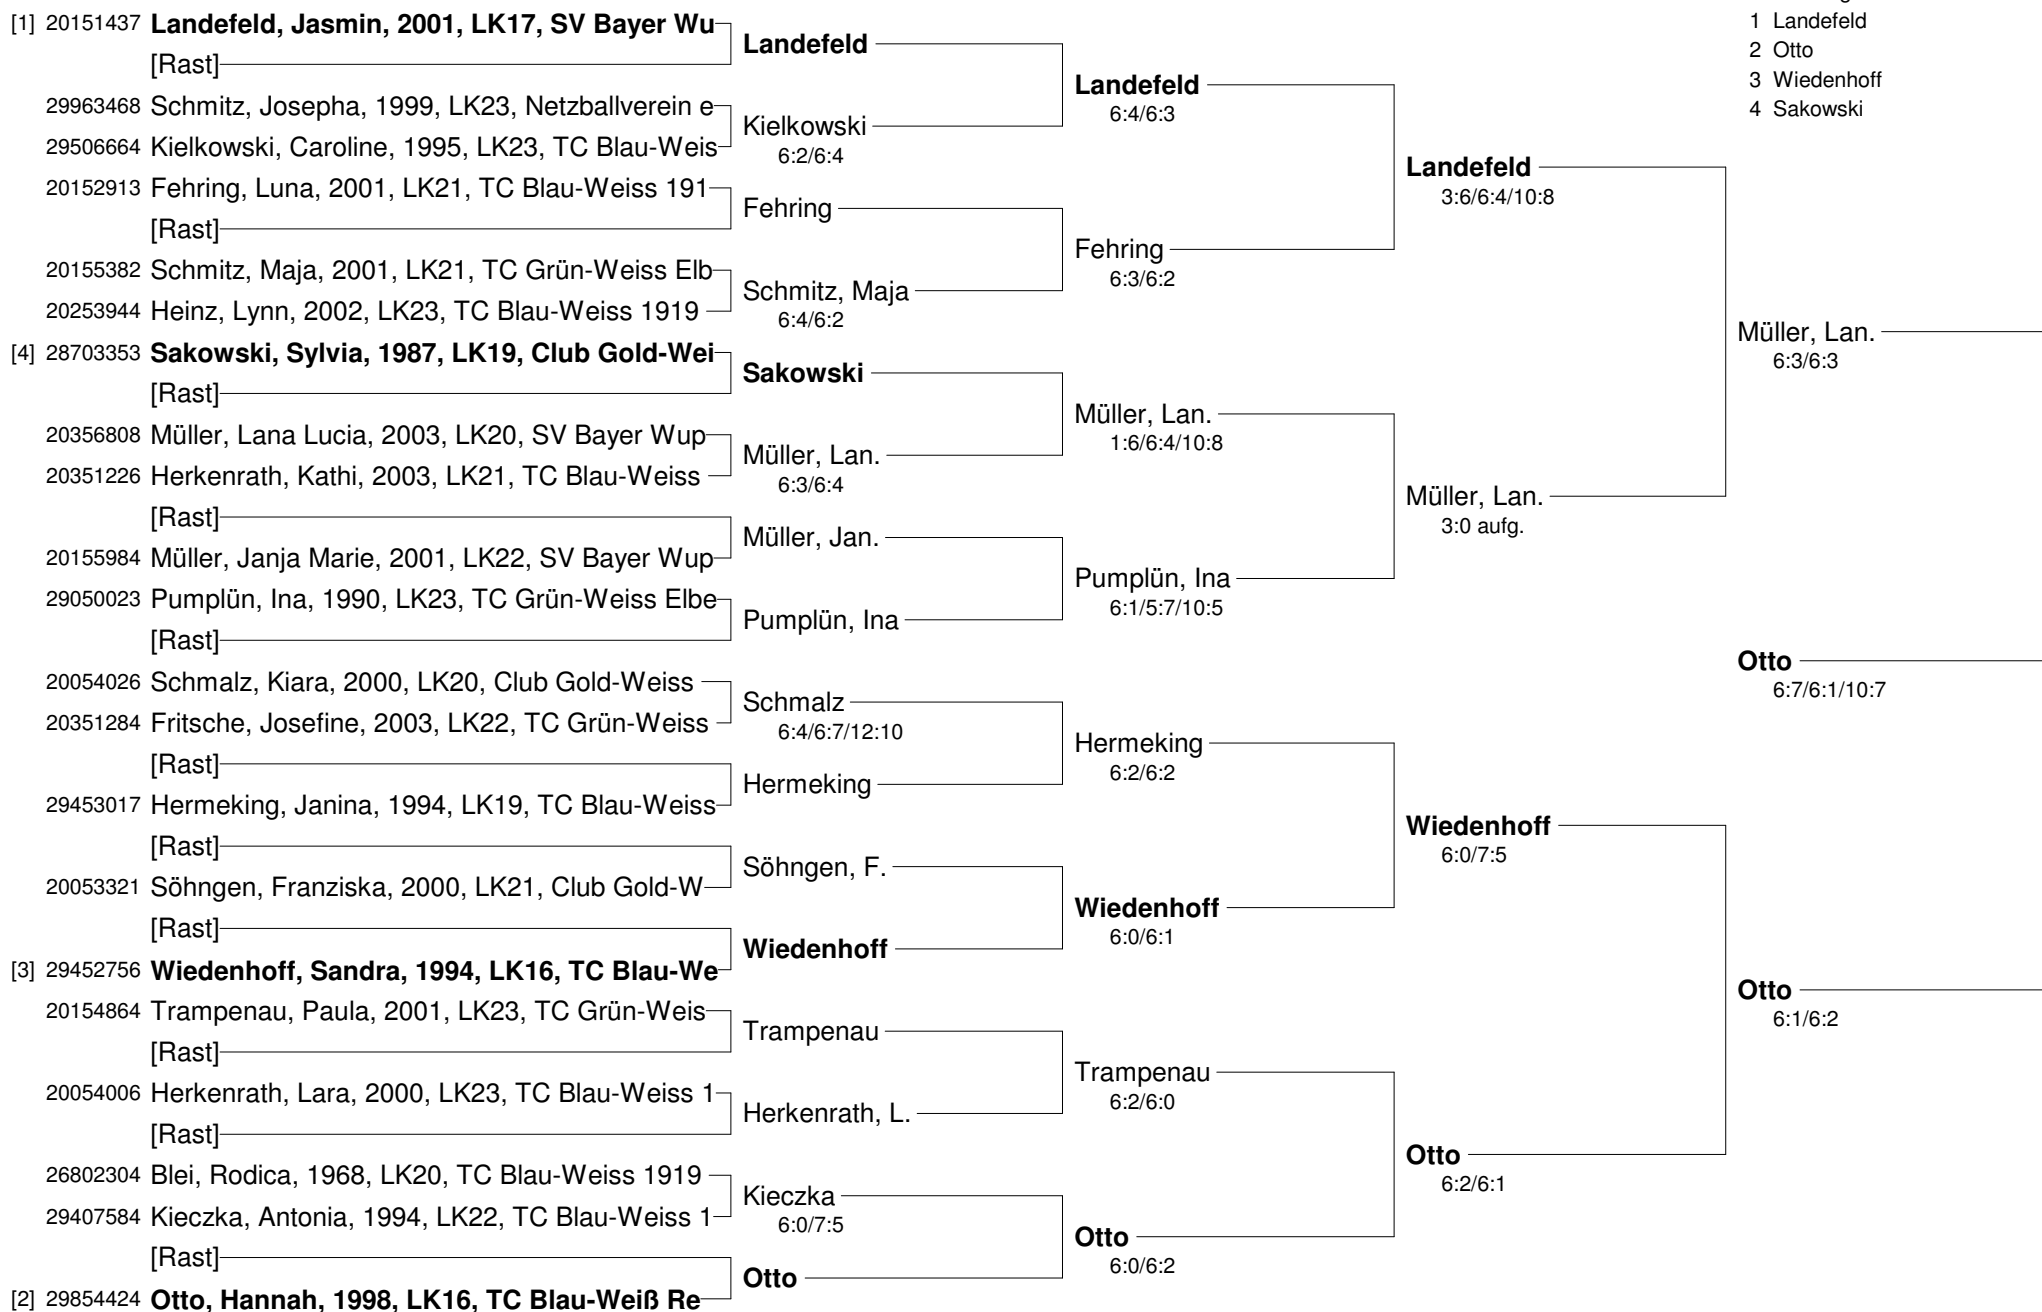 [1] 20151437 Landefeld, Jasmin, 2001, LK17, SV Bayer Wu
[Rast]
29963468 Schmitz, Josepha, 1999, LK23, Netzballverein e
29506664 Kielkowski, Caroline, 1995, LK23, TC Blau-Weis
20152913 Fehring, Luna, 2001, LK21, TC Blau-Weiss 191
[Rast]
20155382 Schmitz, Maja, 2001, LK21, TC Grün-Weiss Elb
20253944 Heinz, Lynn, 2002, LK23, TC Blau-Weiss 1919
[4] 28703353 Sakowski, Sylvia, 1987, LK19, Club Gold-Wei
[Rast]
20356808 Müller, Lana Lucia, 2003, LK20, SV Bayer Wup
20351226 Herkenrath, Kathi, 2003, LK21, TC Blau-Weiss
[Rast]
20155984 Müller, Janja Marie, 2001, LK22, SV Bayer Wup
29050023 Pumplün, Ina, 1990, LK23, TC Grün-Weiss Elbe
[Rast]
20054026 Schmalz, Kiara, 2000, LK20, Club Gold-Weiss
20351284 Fritsche, Josefine, 2003, LK22, TC Grün-Weiss
[Rast]
29453017 Hermeking, Janina, 1994, LK19, TC Blau-Weiss
[Rast]
20053321 Söhngen, Franziska, 2000, LK21, Club Gold-W
[Rast]
[3] 29452756 Wiedenhoff, Sandra, 1994, LK16, TC Blau-We
20154864 Trampenau, Paula, 2001, LK23, TC Grün-Weis
[Rast]
20054006 Herkenrath, Lara, 2000, LK23, TC Blau-Weiss 1
[Rast]
26802304 Blei, Rodica, 1968, LK20, TC Blau-Weiss 1919
29407584 Kieczka, Antonia, 1994, LK22, TC Blau-Weiss 1
[Rast]
[2] 29854424 Otto, Hannah, 1998, LK16, TC Blau-Weiß Re
Landefeld
Kielkowski
6:2/6:4
Fehring
Schmitz, Maja
6:4/6:2
Sakowski
Müller, Lan.
6:3/6:4
Müller, Jan.
Pumplün, Ina
Schmalz
6:4/6:7/12:10
Hermeking
Söhngen, F.
Wiedenhoff
Trampenau
Herkenrath, L.
Kieczka
6:0/7:5
Otto
Landefeld
6:4/6:3
Fehring
6:3/6:2
Müller, Lan.
1:6/6:4/10:8
Pumplün, Ina
6:1/5:7/10:5
Hermeking
6:2/6:2
Wiedenhoff
6:0/6:1
Trampenau
6:2/6:0
Otto
6:0/6:2
Landefeld
3:6/6:4/10:8
Müller, Lan.
3:0 aufg.
Wiedenhoff
6:0/7:5
Otto
6:2/6:1
1 Landefeld
2 Otto
3 Wiedenhoff
4 Sakowski
Müller, Lan.
6:3/6:3
Otto
6:7/6:1/10:7
Otto
6:1/6:2